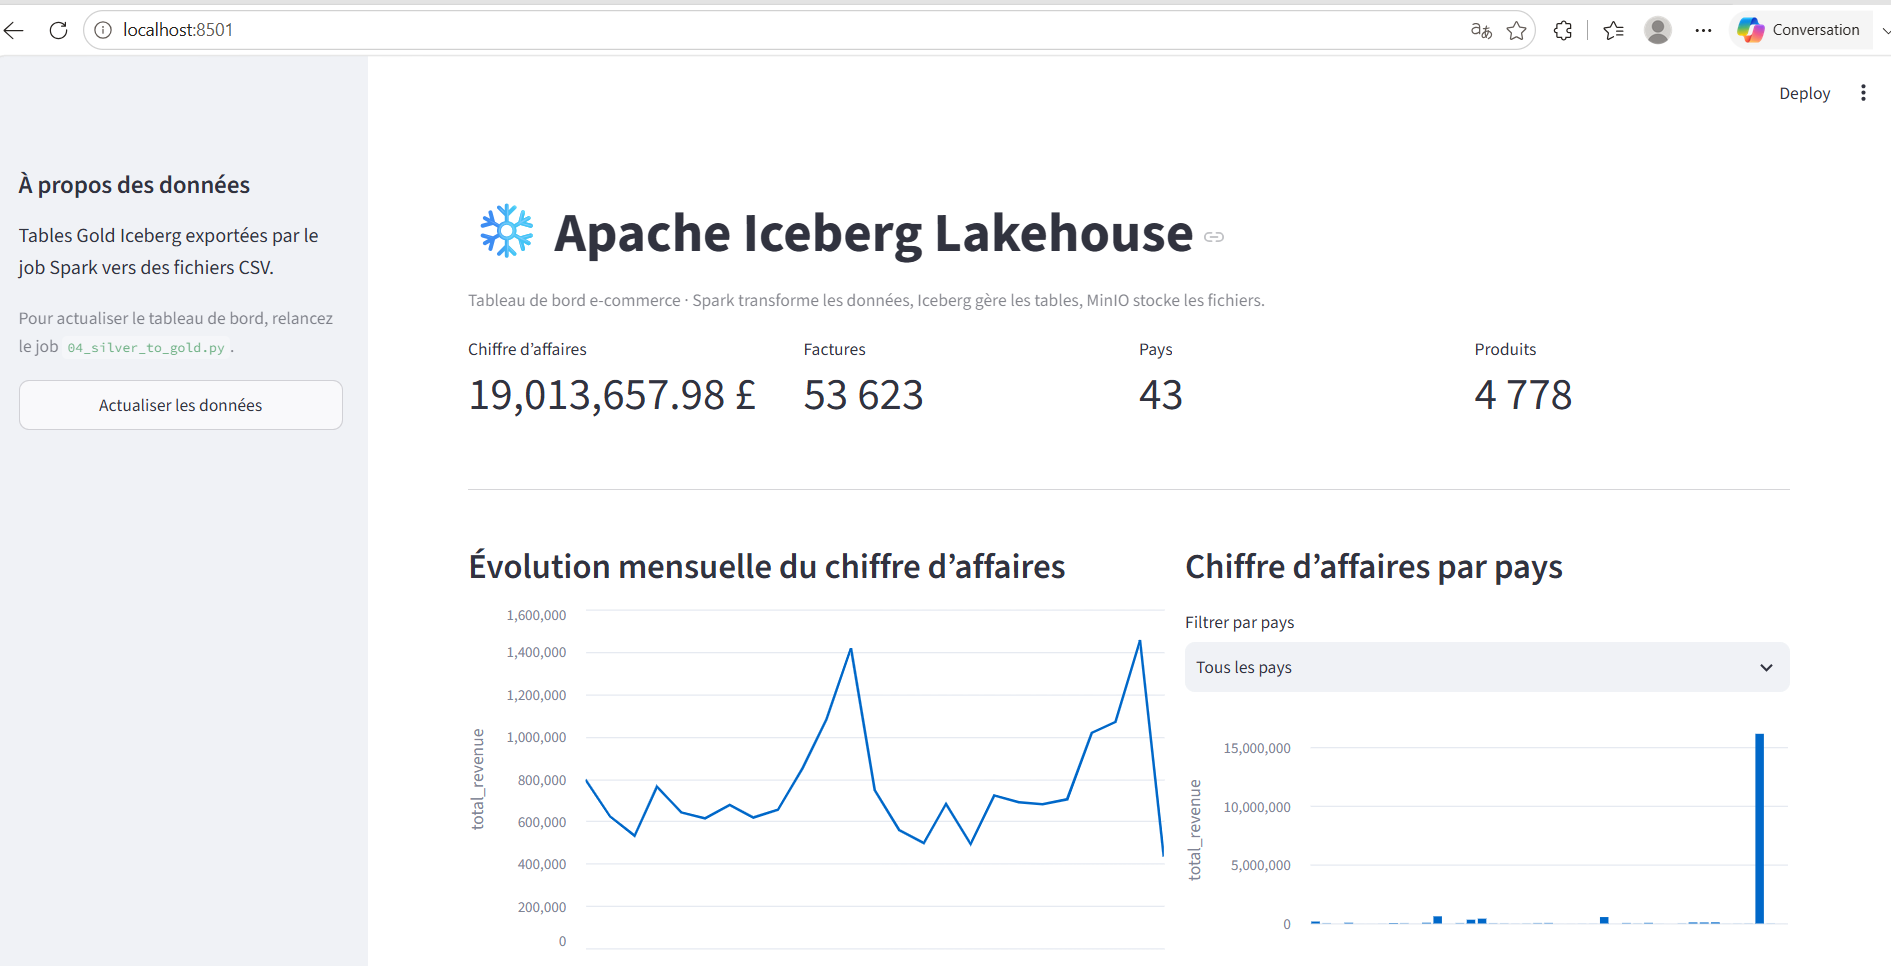 localhost:8501
Conversation
Deploy
À propos des données
Tables Gold Iceberg exportées par le
job Spark vers des fichiers CSV.
Pour actualiser le tableau de bord, relancez
le job 04_silver_to_gold.py .
Actualiser les données
Apache Iceberg Lakehouse
Tableau de bord e-commerce · Spark transforme les données, Iceberg gère les tables, MinIO stocke les fichiers.
Chiffre d’affaires
19,013,657.98 £
Factures
53 623
Pays
43
Produits
4 778
Évolution mensuelle du chiffre d’affaires
1,600,000
1,400,000
1,200,000
1,000,000
800,000
600,000
400,000
200,000
0
total_revenue
Chiffre d’affaires par pays
Filtrer par pays
Tous les pays
15,000,000
10,000,000
5,000,000
0
total_revenue